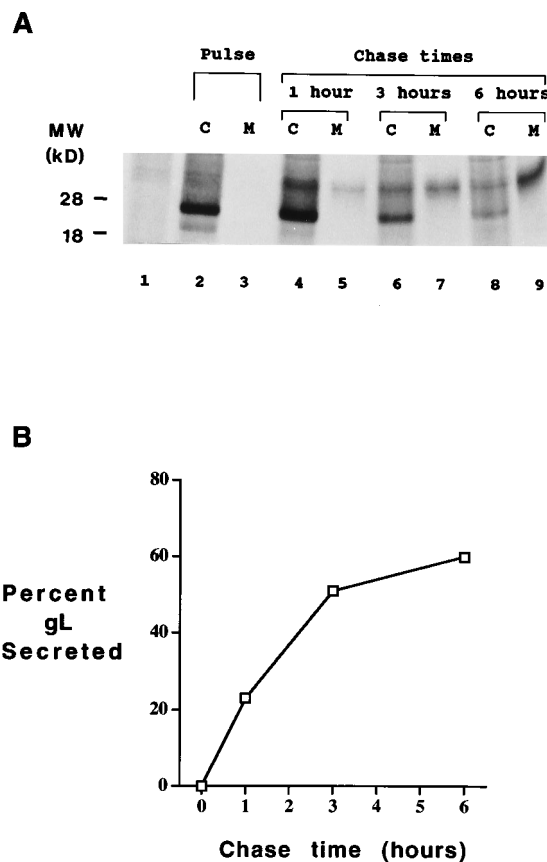 A
Pulse Chase times
1 hour 3 hours 6 hours
MW C M C M C M C M
(kD)
28
18
1 2 3 4 5 6 7 8 9
B
80
60
Percent
gL 40
Secreted
20
0
0 1 2 3 4 5 6
Chase time (hours)